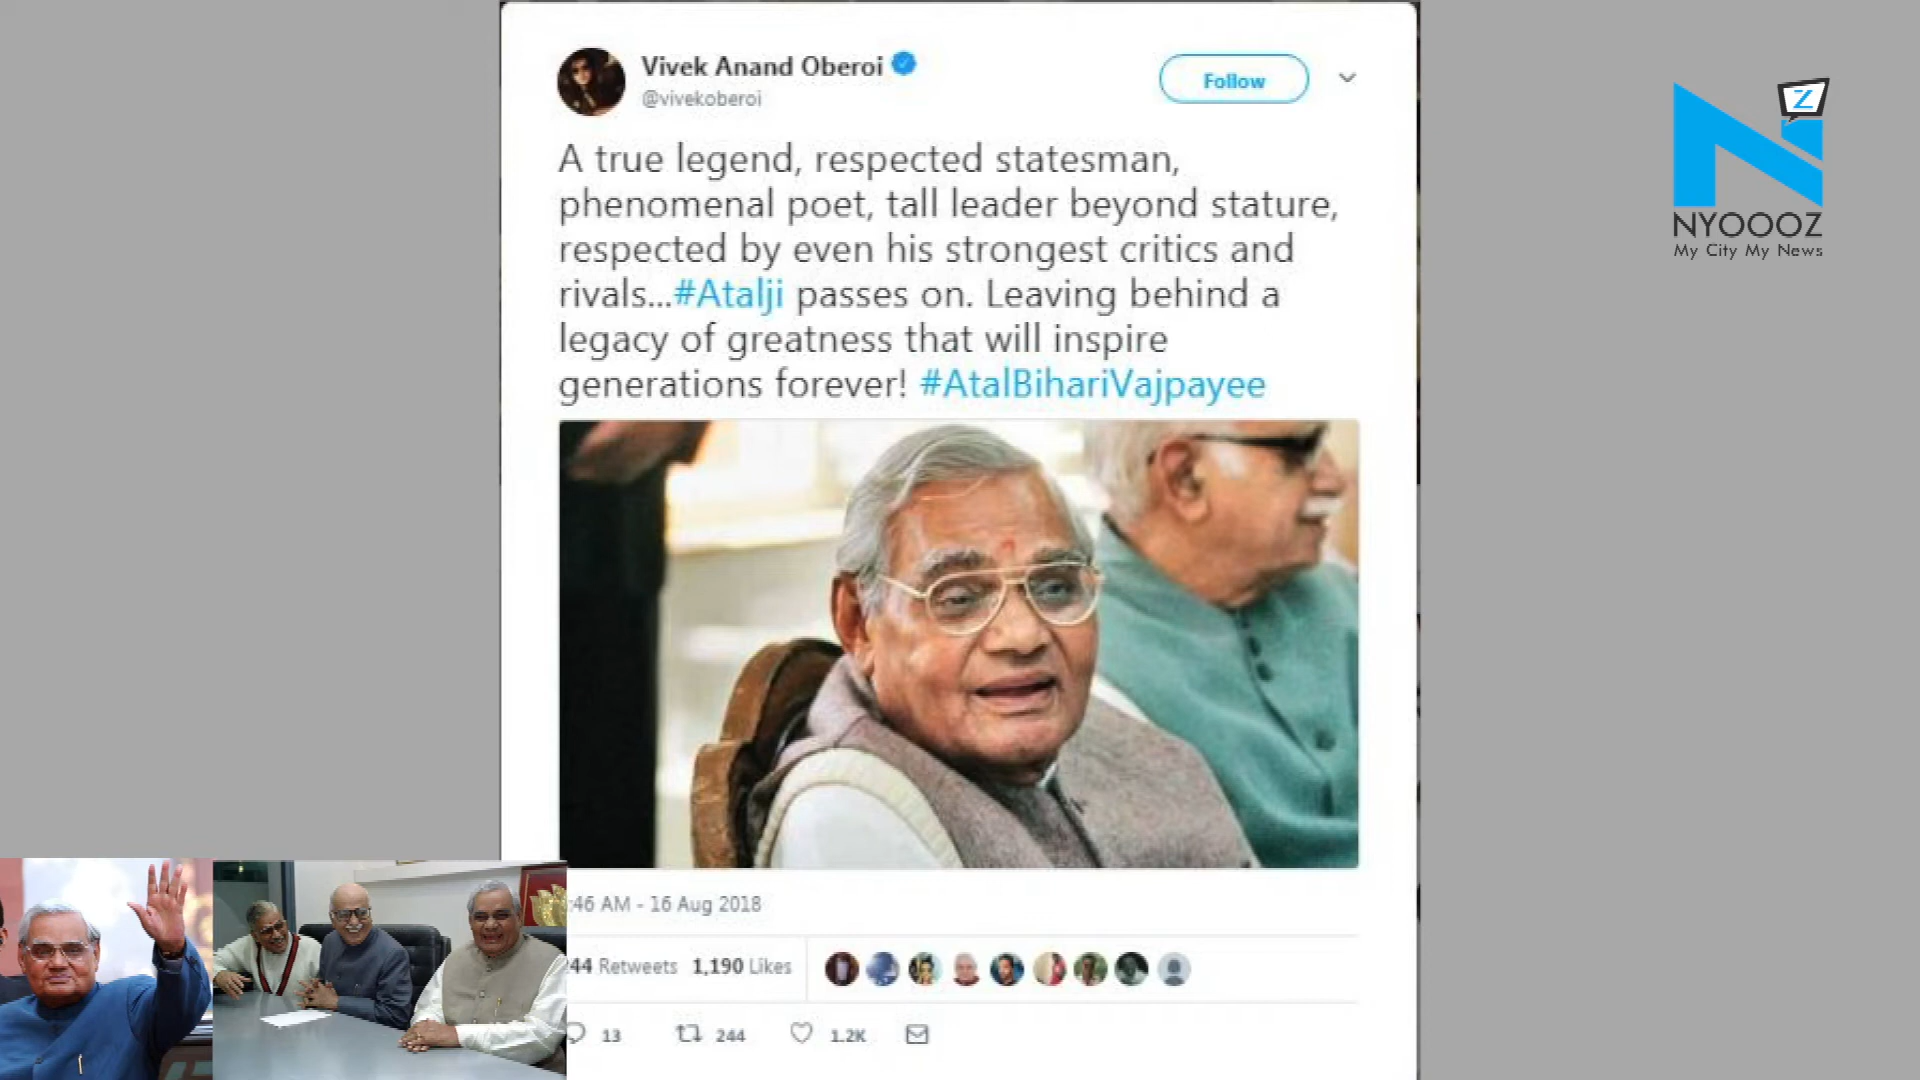 Vivek Anand Oberoi
@vivekoberoi
Follow
A true legend, respected statesman,
phenomenal poet, tall leader beyond stature,
respected by even his strongest critics and
rivals...#Atalji passes on. Leaving behind a
legacy of greatness that will inspire
generations forever! #AtalBihariVajpayee
:46 AM - 16 Aug 2018
244 Retweets 1,190 Likes
13 244 1.2K
Z
NYOOOZ
My City My News